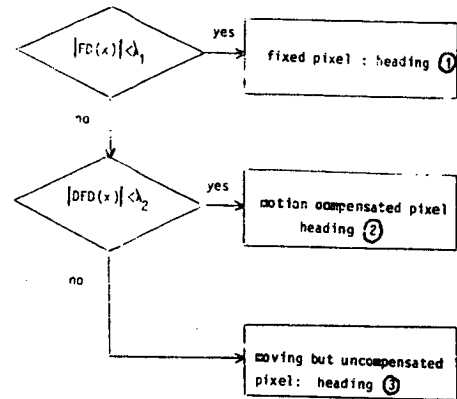 |FD(x)|<λ1
yes
fixed pixel : heading ①
no
|DFD(x)|<λ2
yes
motion compensated pixel
heading ②
no
moving but uncompensated
pixel: heading ③